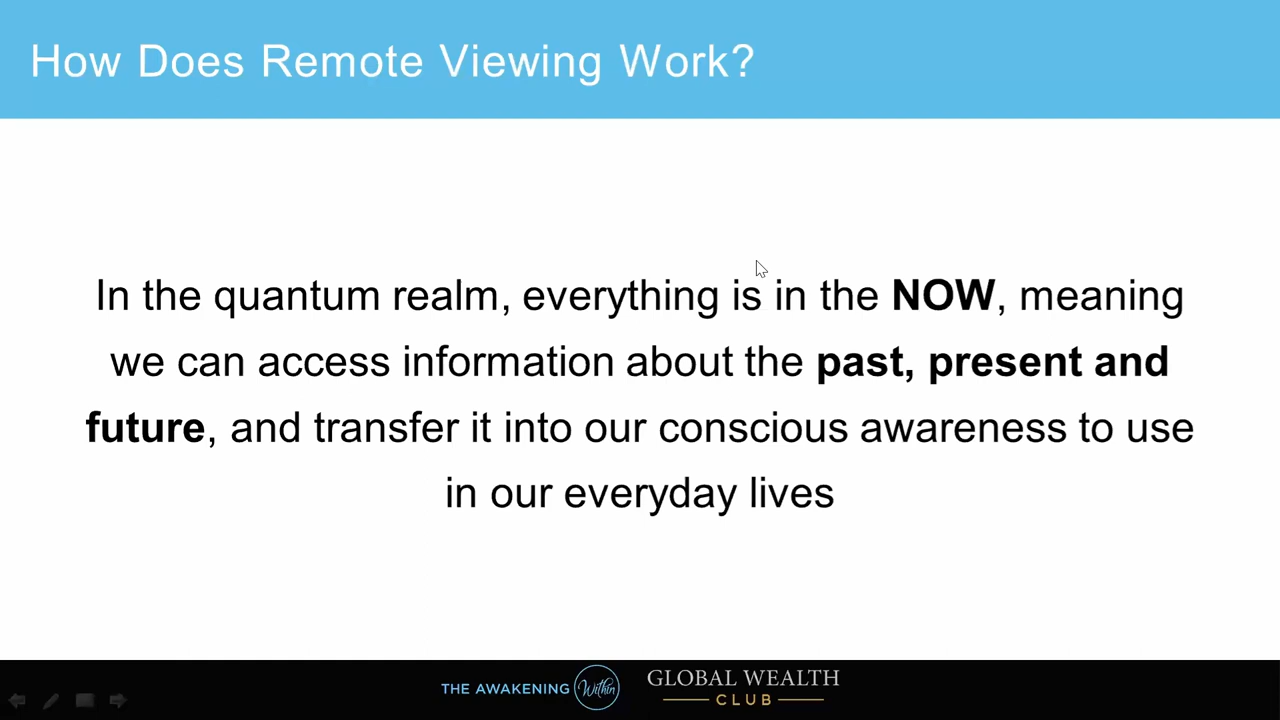 How Does Remote Viewing Work?
In the quantum realm, everything is in the NOW, meaning
we can access information about the past, present and
future, and transfer it into our conscious awareness to use
in our everyday lives
THE AWAKENING Within
GLOBAL WEALTH
CLUB